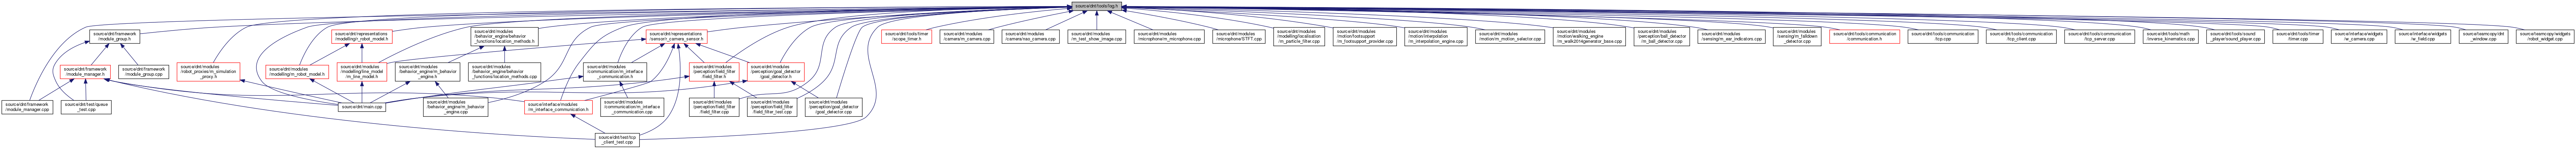 source/dnt/tools/log.h
source/dnt/framework
/module_group.h
source/dnt/representations
/modelling/r_robot_model.h
source/dnt/modules
/behavior_engine/behavior
_functions/location_methods.h
source/dnt/representations
/sensor/r_camera_sensor.h
source/dnt/tools/timer
/scope_timer.h
source/dnt/modules
/camera/m_camera.cpp
source/dnt/modules
/camera/nao_camera.cpp
source/dnt/modules
/m_test_show_image.cpp
source/dnt/modules
/microphone/m_microphone.cpp
source/dnt/modules
/microphone/STFT.cpp
source/dnt/modules
/modelling/localisation
/m_particle_filter.cpp
source/dnt/modules
/motion/footsupport
/m_footsupport_provider.cpp
source/dnt/modules
/motion/interpolation
/m_interpolation_engine.cpp
source/dnt/modules
/motion/m_motion_selector.cpp
source/dnt/modules
/motion/walking_engine
/m_walk2016generator_base.cpp
source/dnt/modules
/perception/ball_detector
/m_ball_detector.cpp
source/dnt/modules
/sensing/m_ear_indicators.cpp
source/dnt/modules
/sensing/m_falldown
_detector.cpp
source/dnt/tools/communication
/communication.h
source/dnt/tools/communication
/tcp.cpp
source/dnt/tools/communication
/tcp_client.cpp
source/dnt/tools/communication
/tcp_server.cpp
source/dnt/tools/math
/inverse_kinematics.cpp
source/dnt/tools/sound
_player/sound_player.cpp
source/dnt/tools/timer
/timer.cpp
source/interface/widgets
/w_camera.cpp
source/interface/widgets
/w_field.cpp
source/teamcopy/dnt
_window.cpp
source/teamcopy/widget
/robot_widget.cpp
source/dnt/framework
/module_manager.h
source/dnt/framework
/module_group.cpp
source/dnt/modules
/robot_proxies/m_simulation
_proxy.h
source/dnt/modules
/modelling/m_robot_model.h
source/dnt/modules
/modelling/line_model
/m_line_model.h
source/dnt/modules
/behavior_engine/m_behavior
_engine.h
source/dnt/modules
/behavior_engine/behavior
_functions/location_methods.cpp
source/dnt/modules
/communication/m_interface
_communication.h
source/dnt/modules
/perception/field_filter
/field_filter.h
source/dnt/modules
/perception/goal_detector
/goal_detector.h
source/dnt/framework
/module_manager.cpp
source/dnt/test/queue
_test.cpp
source/dnt/main.cpp
source/dnt/modules
/behavior_engine/m_behavior
_engine.cpp
source/interface/modules
/m_interface_communication.h
source/dnt/modules
/communication/m_interface
_communication.cpp
source/dnt/modules
/perception/field_filter
/field_filter.cpp
source/dnt/modules
/perception/field_filter
/field_filter_test.cpp
source/dnt/modules
/perception/goal_detector
/goal_detector.cpp
source/dnt/test/tcp
_client_test.cpp